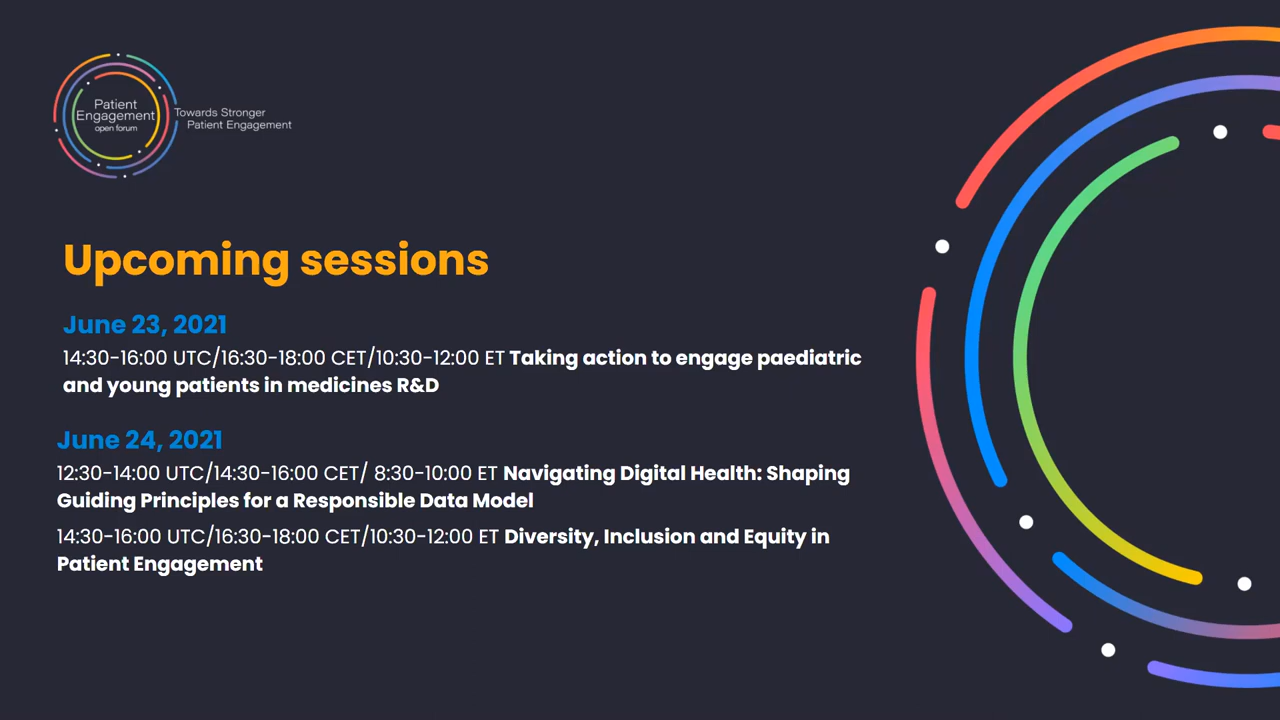 Patient
Engagement
open forum
Towards Stronger
Patient Engagement
Upcoming sessions
June 23, 2021
14:30-16:00 UTC/16:30-18:00 CET/10:30-12:00 ET Taking action to engage paediatric
and young patients in medicines R&D
June 24, 2021
12:30-14:00 UTC/14:30-16:00 CET/ 8:30-10:00 ET Navigating Digital Health: Shaping
Guiding Principles for a Responsible Data Model
14:30-16:00 UTC/16:30-18:00 CET/10:30-12:00 ET Diversity, Inclusion and Equity in
Patient Engagement